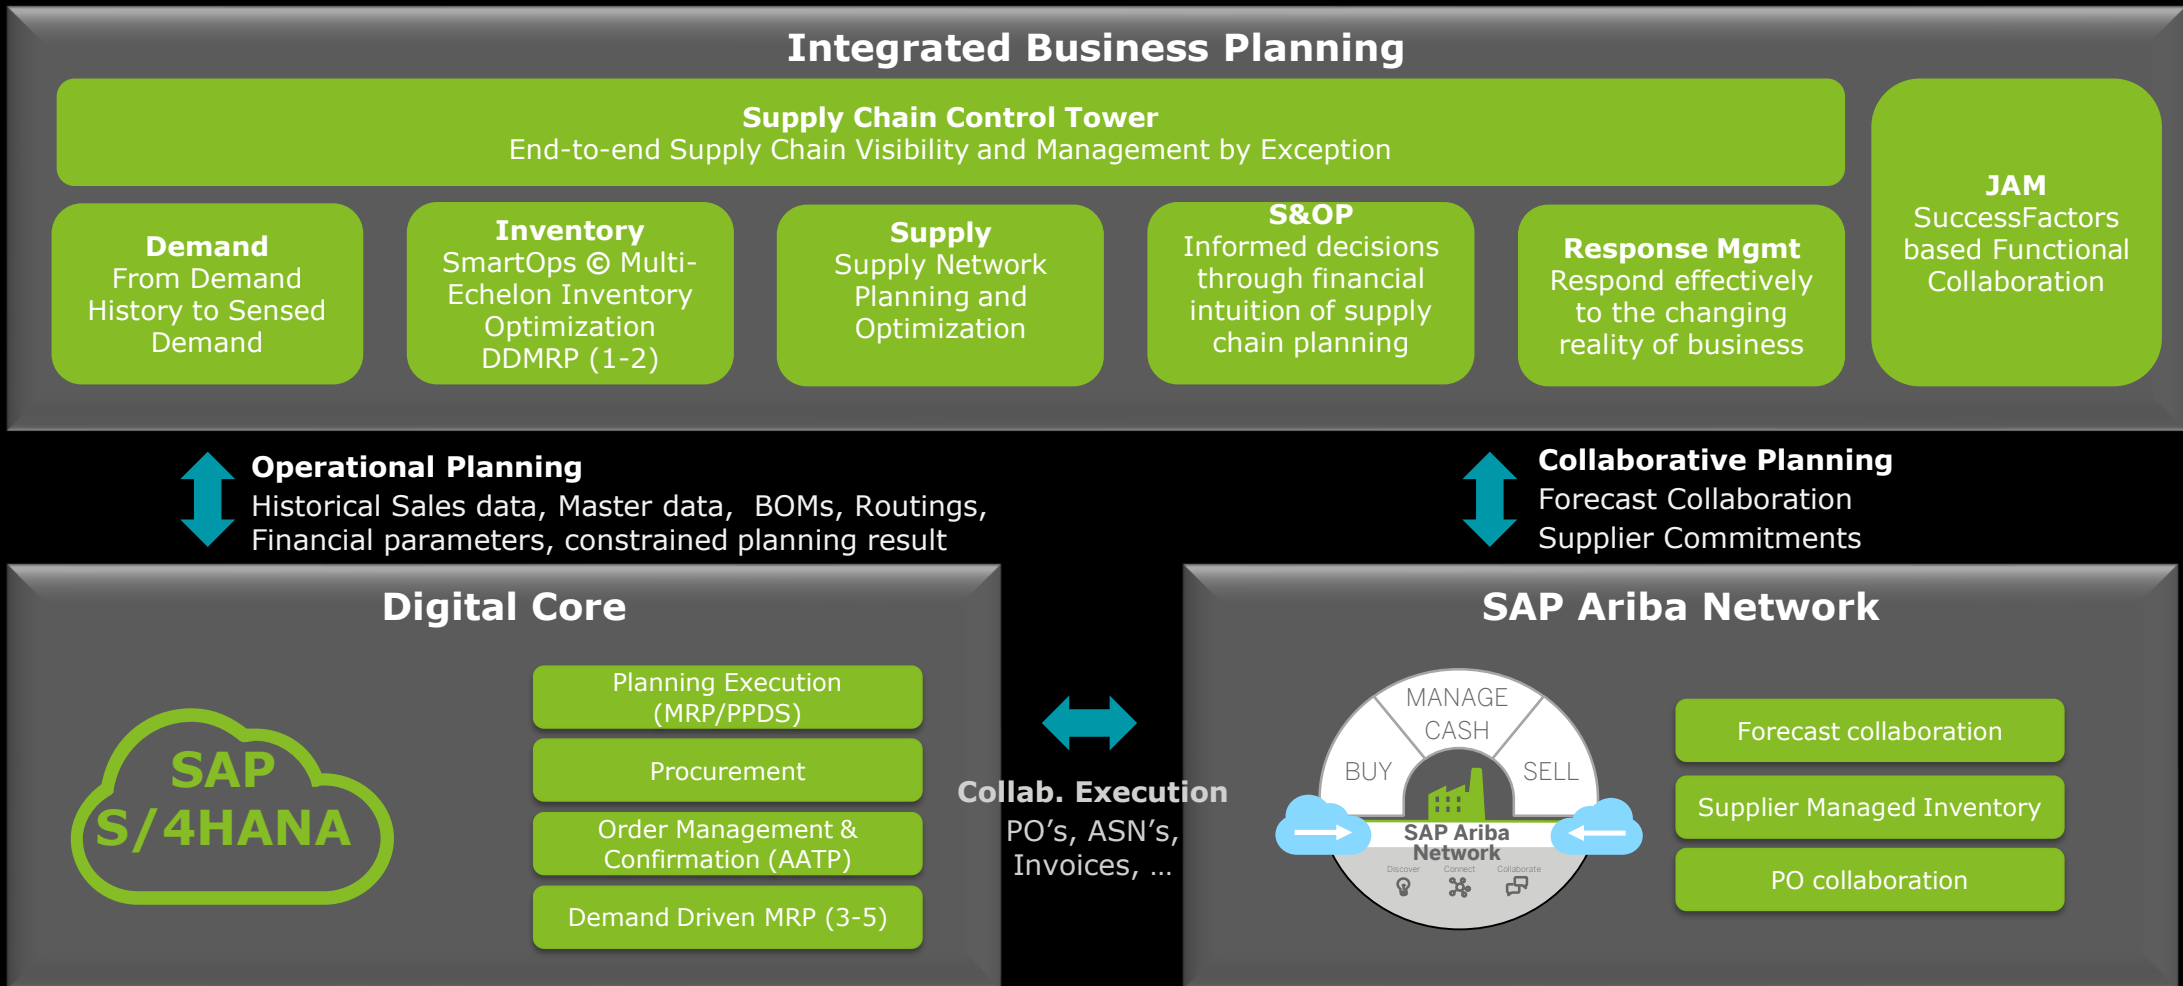 Integrated Business Planning
Supply Chain Control Tower
End-to-end Supply Chain Visibility and Management by Exception
Demand
From Demand
History to Sensed
Demand
Inventory
SmartOps © Multi-
Echelon Inventory
Optimization
DDMRP (1-2)
Supply
Supply Network
Planning and
Optimization
S&OP
Informed decisions
through financial
intuition of supply
chain planning
Response Mgmt
Respond effectively
to the changing
reality of business
JAM
SuccessFactors
based Functional
Collaboration
Operational Planning
Historical Sales data, Master data,  BOMs, Routings,
Financial parameters, constrained planning result
Collaborative Planning
Forecast Collaboration
Supplier Commitments
Digital Core
SAP
S/4HANA
Planning Execution
(MRP/PPDS)
Procurement
Order Management &
Confirmation (AATP)
Demand Driven MRP (3-5)
Collab. Execution
PO’s, ASN’s,
Invoices, …
SAP Ariba Network
MANAGE
CASH
BUY
SELL
SAP Ariba
Network
Discover
Connect
Collaborate
Forecast collaboration
Supplier Managed Inventory
PO collaboration